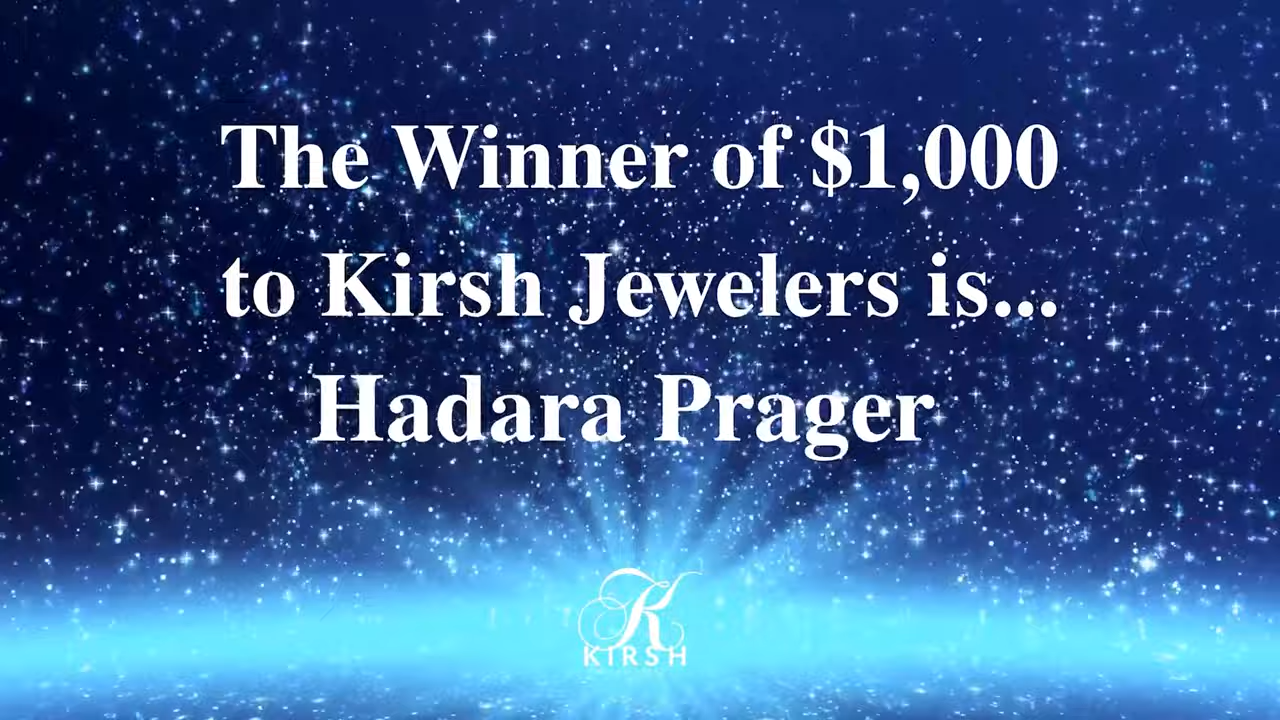 The Winner of $1,000
to Kirsh Jewelers is...
Hadara Prager
K
KIRSH